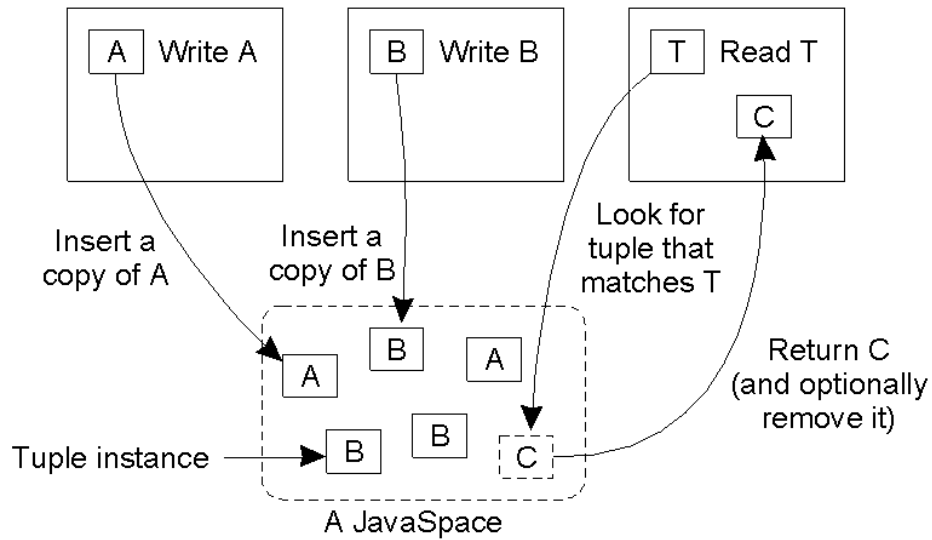 A Write A
B Write B
T Read T
C
Insert a
copy of A
Insert a
copy of B
Look for
tuple that
matches T
A
B
A
Return C
(and optionally
remove it)
Tuple instance
B
B
C
A JavaSpace